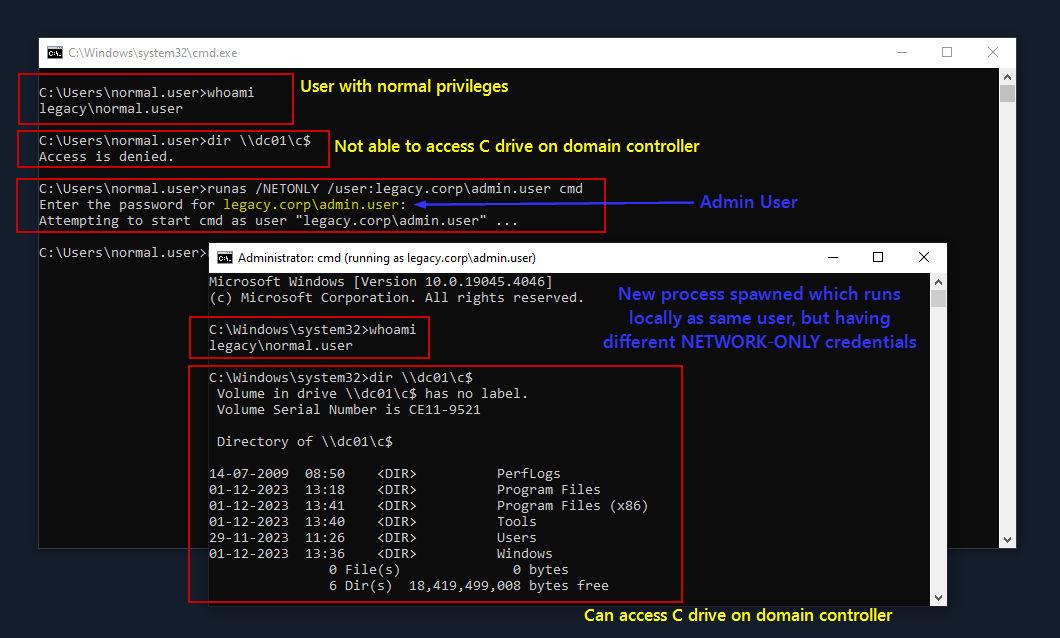 C:\Windows\system32\cmd.exe
C:\Users\normal.user>whoami
legacy\normal.user
User with normal privileges
C:\Users\normal.user>dir \\dc01\c$
Access is denied.
Not able to access C drive on domain controller
C:\Users\normal.user>runas /NETONLY /user:legacy.corp\admin.user cmd
Enter the password for legacy.corp\admin.user:
Attempting to start cmd as user "legacy.corp\admin.user" ...
Admin User
C:\Users\normal.user>
Administrator: cmd (running as legacy.corp\admin.user)
Microsoft Windows [Version 10.0.19045.4046]
(c) Microsoft Corporation. All rights reserved.
New process spawned which runs
locally as same user, but having
different NETWORK-ONLY credentials
C:\Windows\system32>whoami
legacy\normal.user
C:\Windows\system32>dir \\dc01\c$
 Volume in drive \\dc01\c$ has no label.
 Volume Serial Number is CE11-9521
 Directory of \\dc01\c$
14-07-2009  08:50    <DIR>          PerfLogs
01-12-2023  13:18    <DIR>          Program Files
01-12-2023  13:41    <DIR>          Program Files (x86)
01-12-2023  13:40    <DIR>          Tools
29-11-2023  11:26    <DIR>          Users
01-12-2023  13:36    <DIR>          Windows
               0 File(s)              0 bytes
               6 Dir(s)  18,419,499,008 bytes free
Can access C drive on domain controller